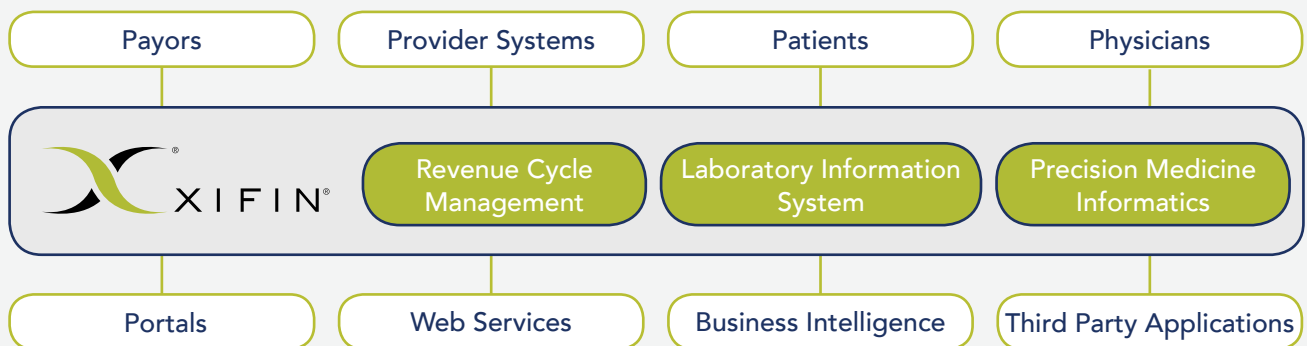 Payors
Provider Systems
Patients
Physicians
XIFIN®
®
Revenue Cycle
Management
Laboratory Information
System
Precision Medicine
Informatics
Portals
Web Services
Business Intelligence
Third Party Applications